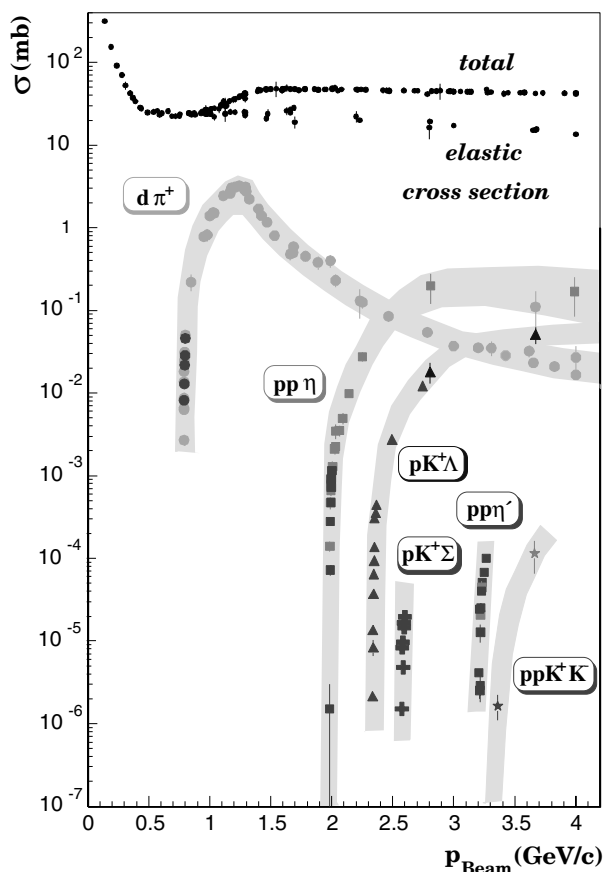 σ (mb)
10²
10
1
10⁻¹
10⁻²
10⁻³
10⁻⁴
10⁻⁵
10⁻⁶
10⁻⁷
total
elastic
cross section
d π⁺
pp η
pK⁺Λ
pK⁺Σ
ppη′
ppK⁺K⁻
0 0.5 1 1.5 2 2.5 3 3.5 4
p_Beam (GeV/c)